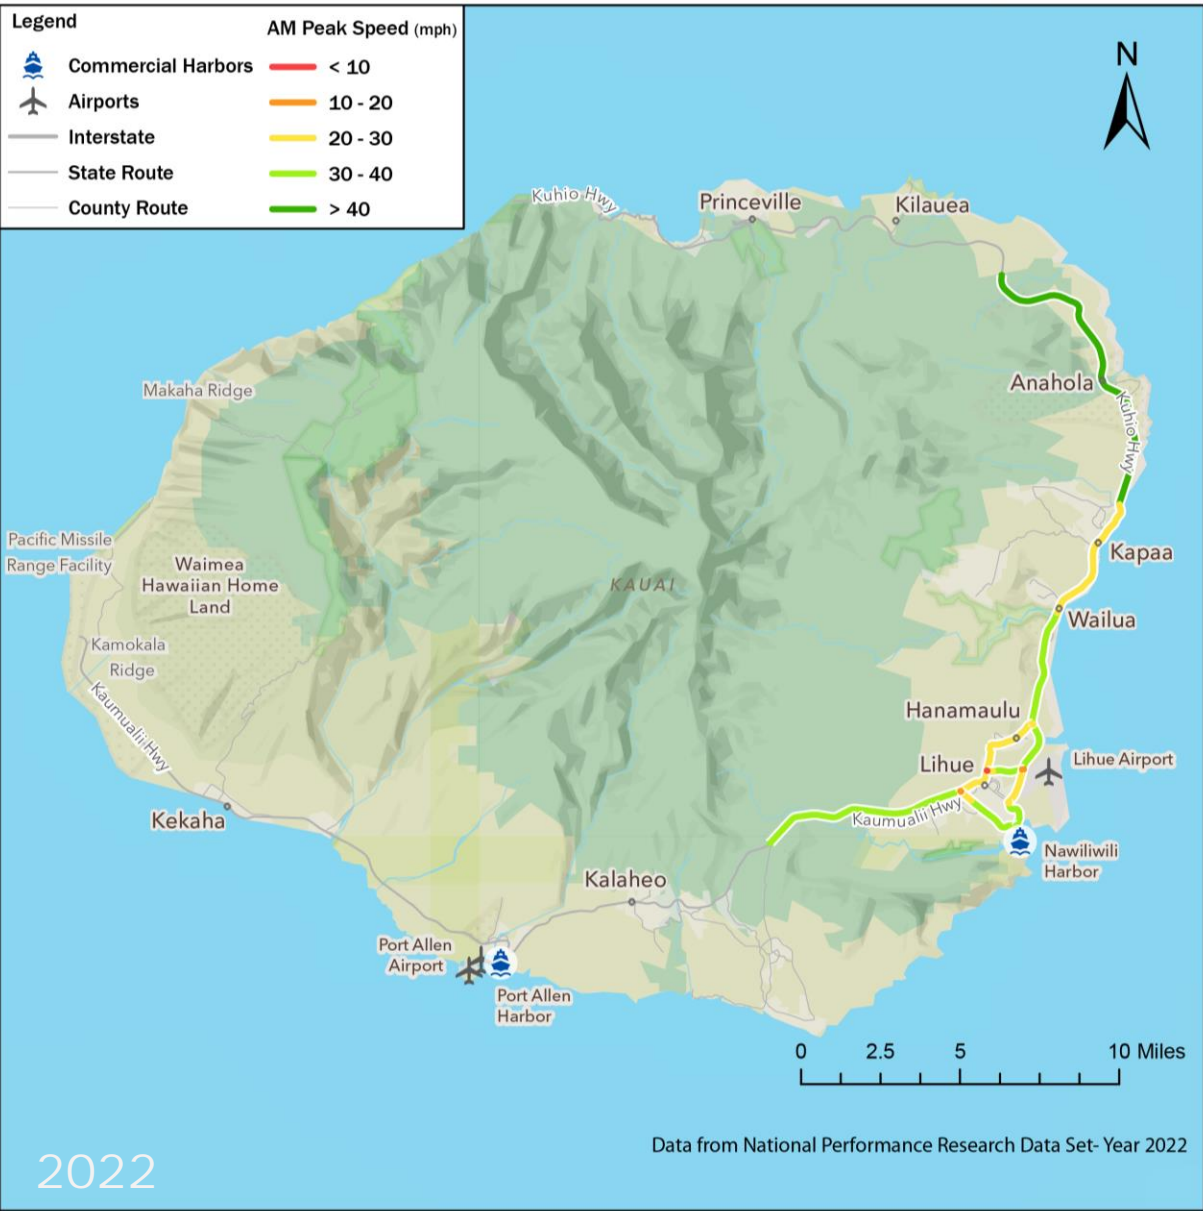 Legend
AM Peak Speed (mph)
Commercial Harbors
< 10
Airports
10 - 20
Interstate
20 - 30
State Route
30 - 40
County Route
> 40
N
Kuhio Hwy
Princeville
Kilauea
Makaha Ridge
Anahola
Kuhio Hwy
Pacific Missile
Range Facility
Waimea
Hawaiian Home
Land
KAUAI
Kapaa
Wailua
Kamokala
Ridge
Kaumualii Hwy
Hanamaulu
Lihue
Lihue Airport
Kekaha
Kaumualii Hwy
Nawiliwili
Harbor
Kalaheo
Port Allen
Airport
Port Allen
Harbor
0 2.5 5 10 Miles
Data from National Performance Research Data Set- Year 2022
2022